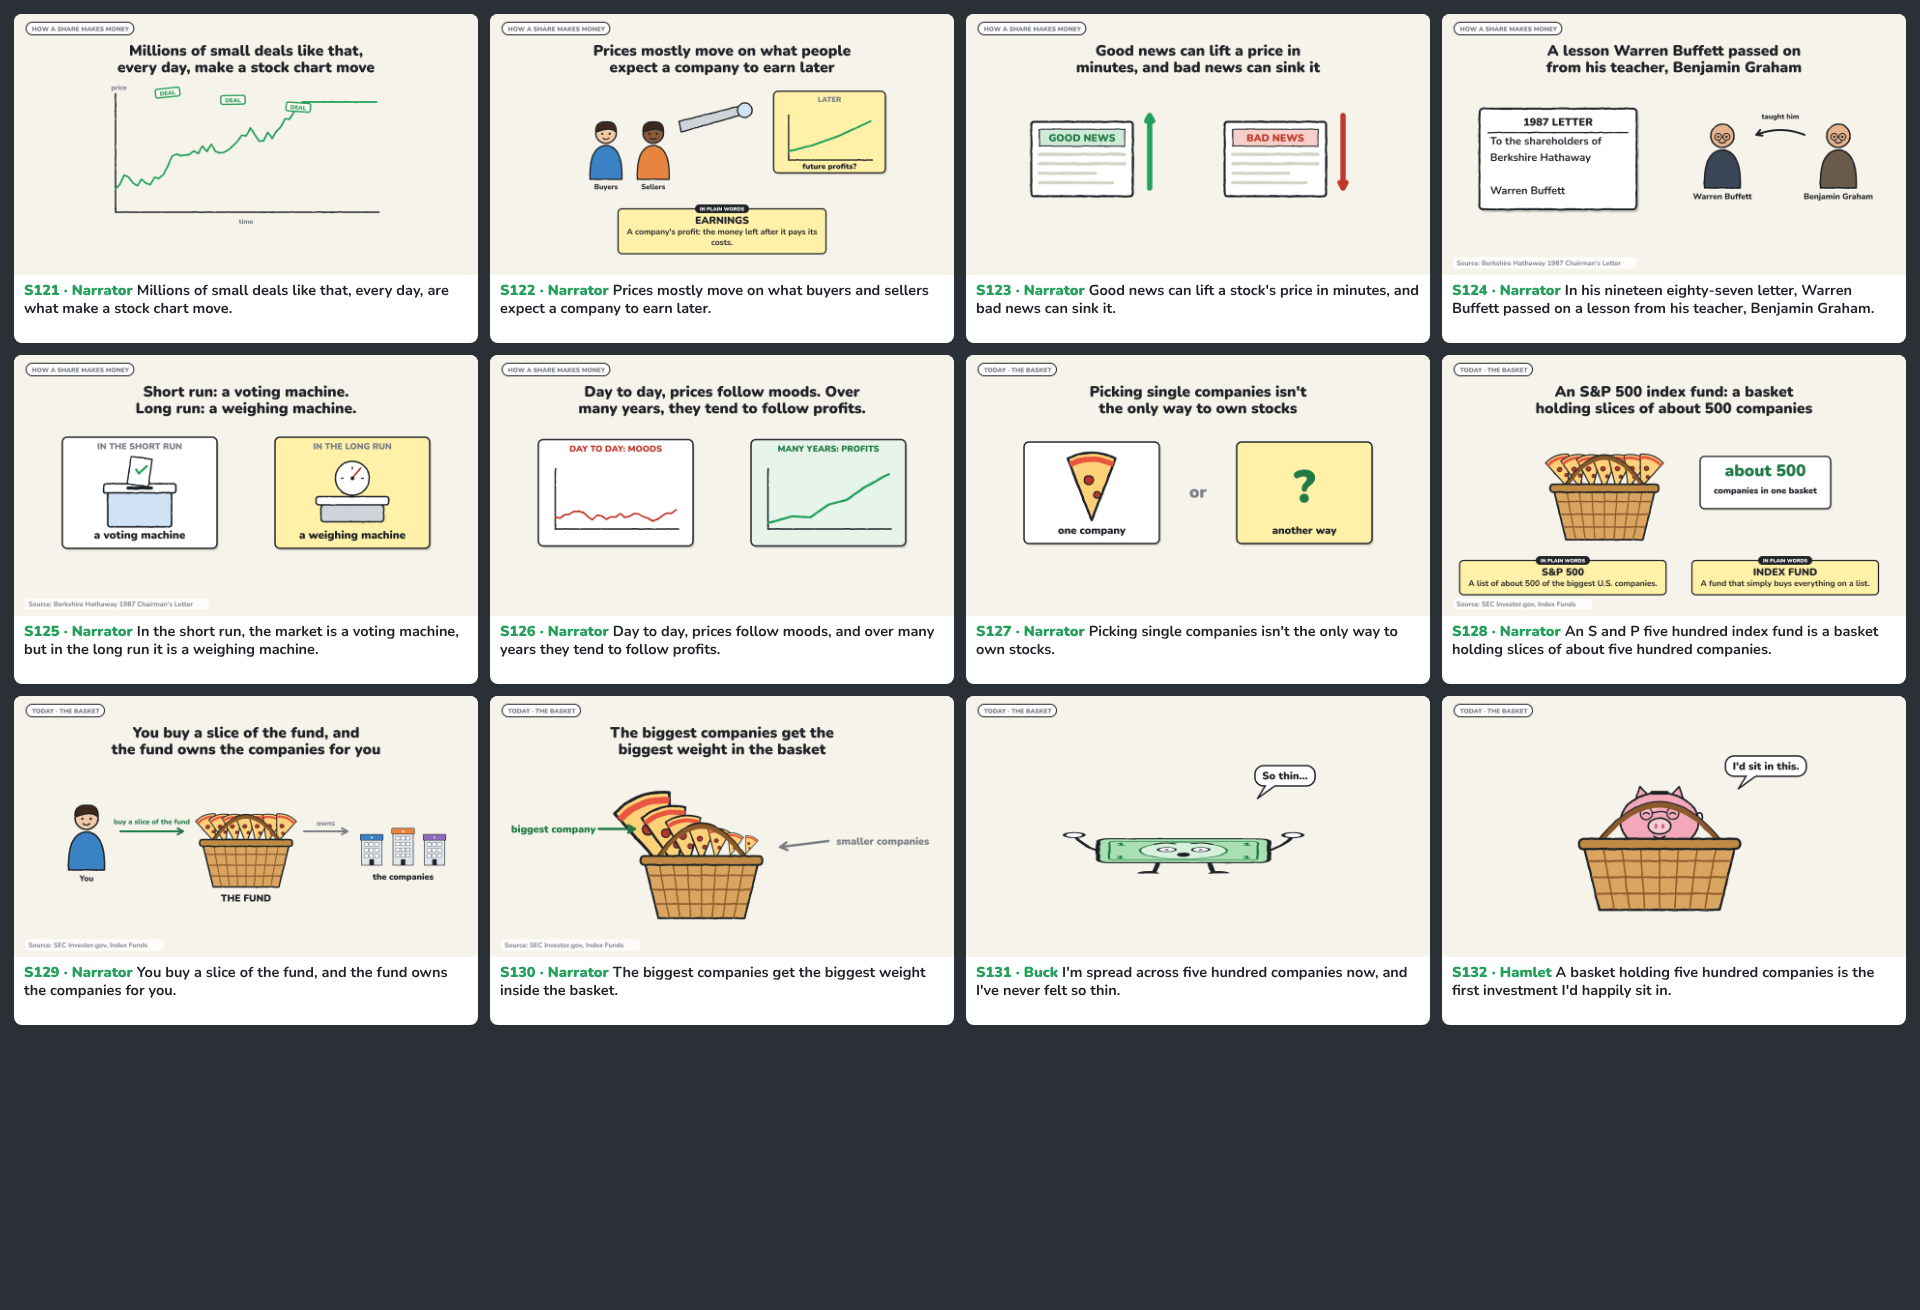 HOW A SHARE MAKES MONEY
Millions of small deals like that,
every day, make a stock chart move
price
DEAL
DEAL
DEAL
time
S121 · Narrator Millions of small deals like that, every day, are
what make a stock chart move.
HOW A SHARE MAKES MONEY
Prices mostly move on what people
expect a company to earn later
LATER
future profits?
Buyers
Sellers
IN PLAIN WORDS
EARNINGS
A company's profit: the money left after it pays its
costs.
S122 · Narrator Prices mostly move on what buyers and sellers
expect a company to earn later.
HOW A SHARE MAKES MONEY
Good news can lift a price in
minutes, and bad news can sink it
GOOD NEWS
BAD NEWS
S123 · Narrator Good news can lift a stock's price in minutes, and
bad news can sink it.
HOW A SHARE MAKES MONEY
A lesson Warren Buffett passed on
from his teacher, Benjamin Graham
1987 LETTER
To the shareholders of
Berkshire Hathaway
Warren Buffett
taught him
Warren Buffett
Benjamin Graham
Source: Berkshire Hathaway 1987 Chairman's Letter
S124 · Narrator In his nineteen eighty-seven letter, Warren
Buffett passed on a lesson from his teacher, Benjamin Graham.
HOW A SHARE MAKES MONEY
Short run: a voting machine.
Long run: a weighing machine.
IN THE SHORT RUN
a voting machine
IN THE LONG RUN
a weighing machine
Source: Berkshire Hathaway 1987 Chairman's Letter
S125 · Narrator In the short run, the market is a voting machine,
but in the long run it is a weighing machine.
HOW A SHARE MAKES MONEY
Day to day, prices follow moods. Over
many years, they tend to follow profits.
DAY TO DAY: MOODS
MANY YEARS: PROFITS
S126 · Narrator Day to day, prices follow moods, and over many
years they tend to follow profits.
TODAY · THE BASKET
Picking single companies isn't
the only way to own stocks
one company
or
?
another way
S127 · Narrator Picking single companies isn't the only way to
own stocks.
TODAY · THE BASKET
An S&P 500 index fund: a basket
holding slices of about 500 companies
about 500
companies in one basket
IN PLAIN WORDS
S&P 500
A list of about 500 of the biggest U.S. companies.
IN PLAIN WORDS
INDEX FUND
A fund that simply buys everything on a list.
Source: SEC Investor.gov, Index Funds
S128 · Narrator An S and P five hundred index fund is a basket
holding slices of about five hundred companies.
TODAY · THE BASKET
You buy a slice of the fund, and
the fund owns the companies for you
buy a slice of the fund
owns
You
THE FUND
the companies
Source: SEC Investor.gov, Index Funds
S129 · Narrator You buy a slice of the fund, and the fund owns
the companies for you.
TODAY · THE BASKET
The biggest companies get the
biggest weight in the basket
biggest company
smaller companies
Source: SEC Investor.gov, Index Funds
S130 · Narrator The biggest companies get the biggest weight
inside the basket.
TODAY · THE BASKET
So thin...
S131 · Buck I'm spread across five hundred companies now, and
I've never felt so thin.
TODAY · THE BASKET
I'd sit in this.
S132 · Hamlet A basket holding five hundred companies is the
first investment I'd happily sit in.